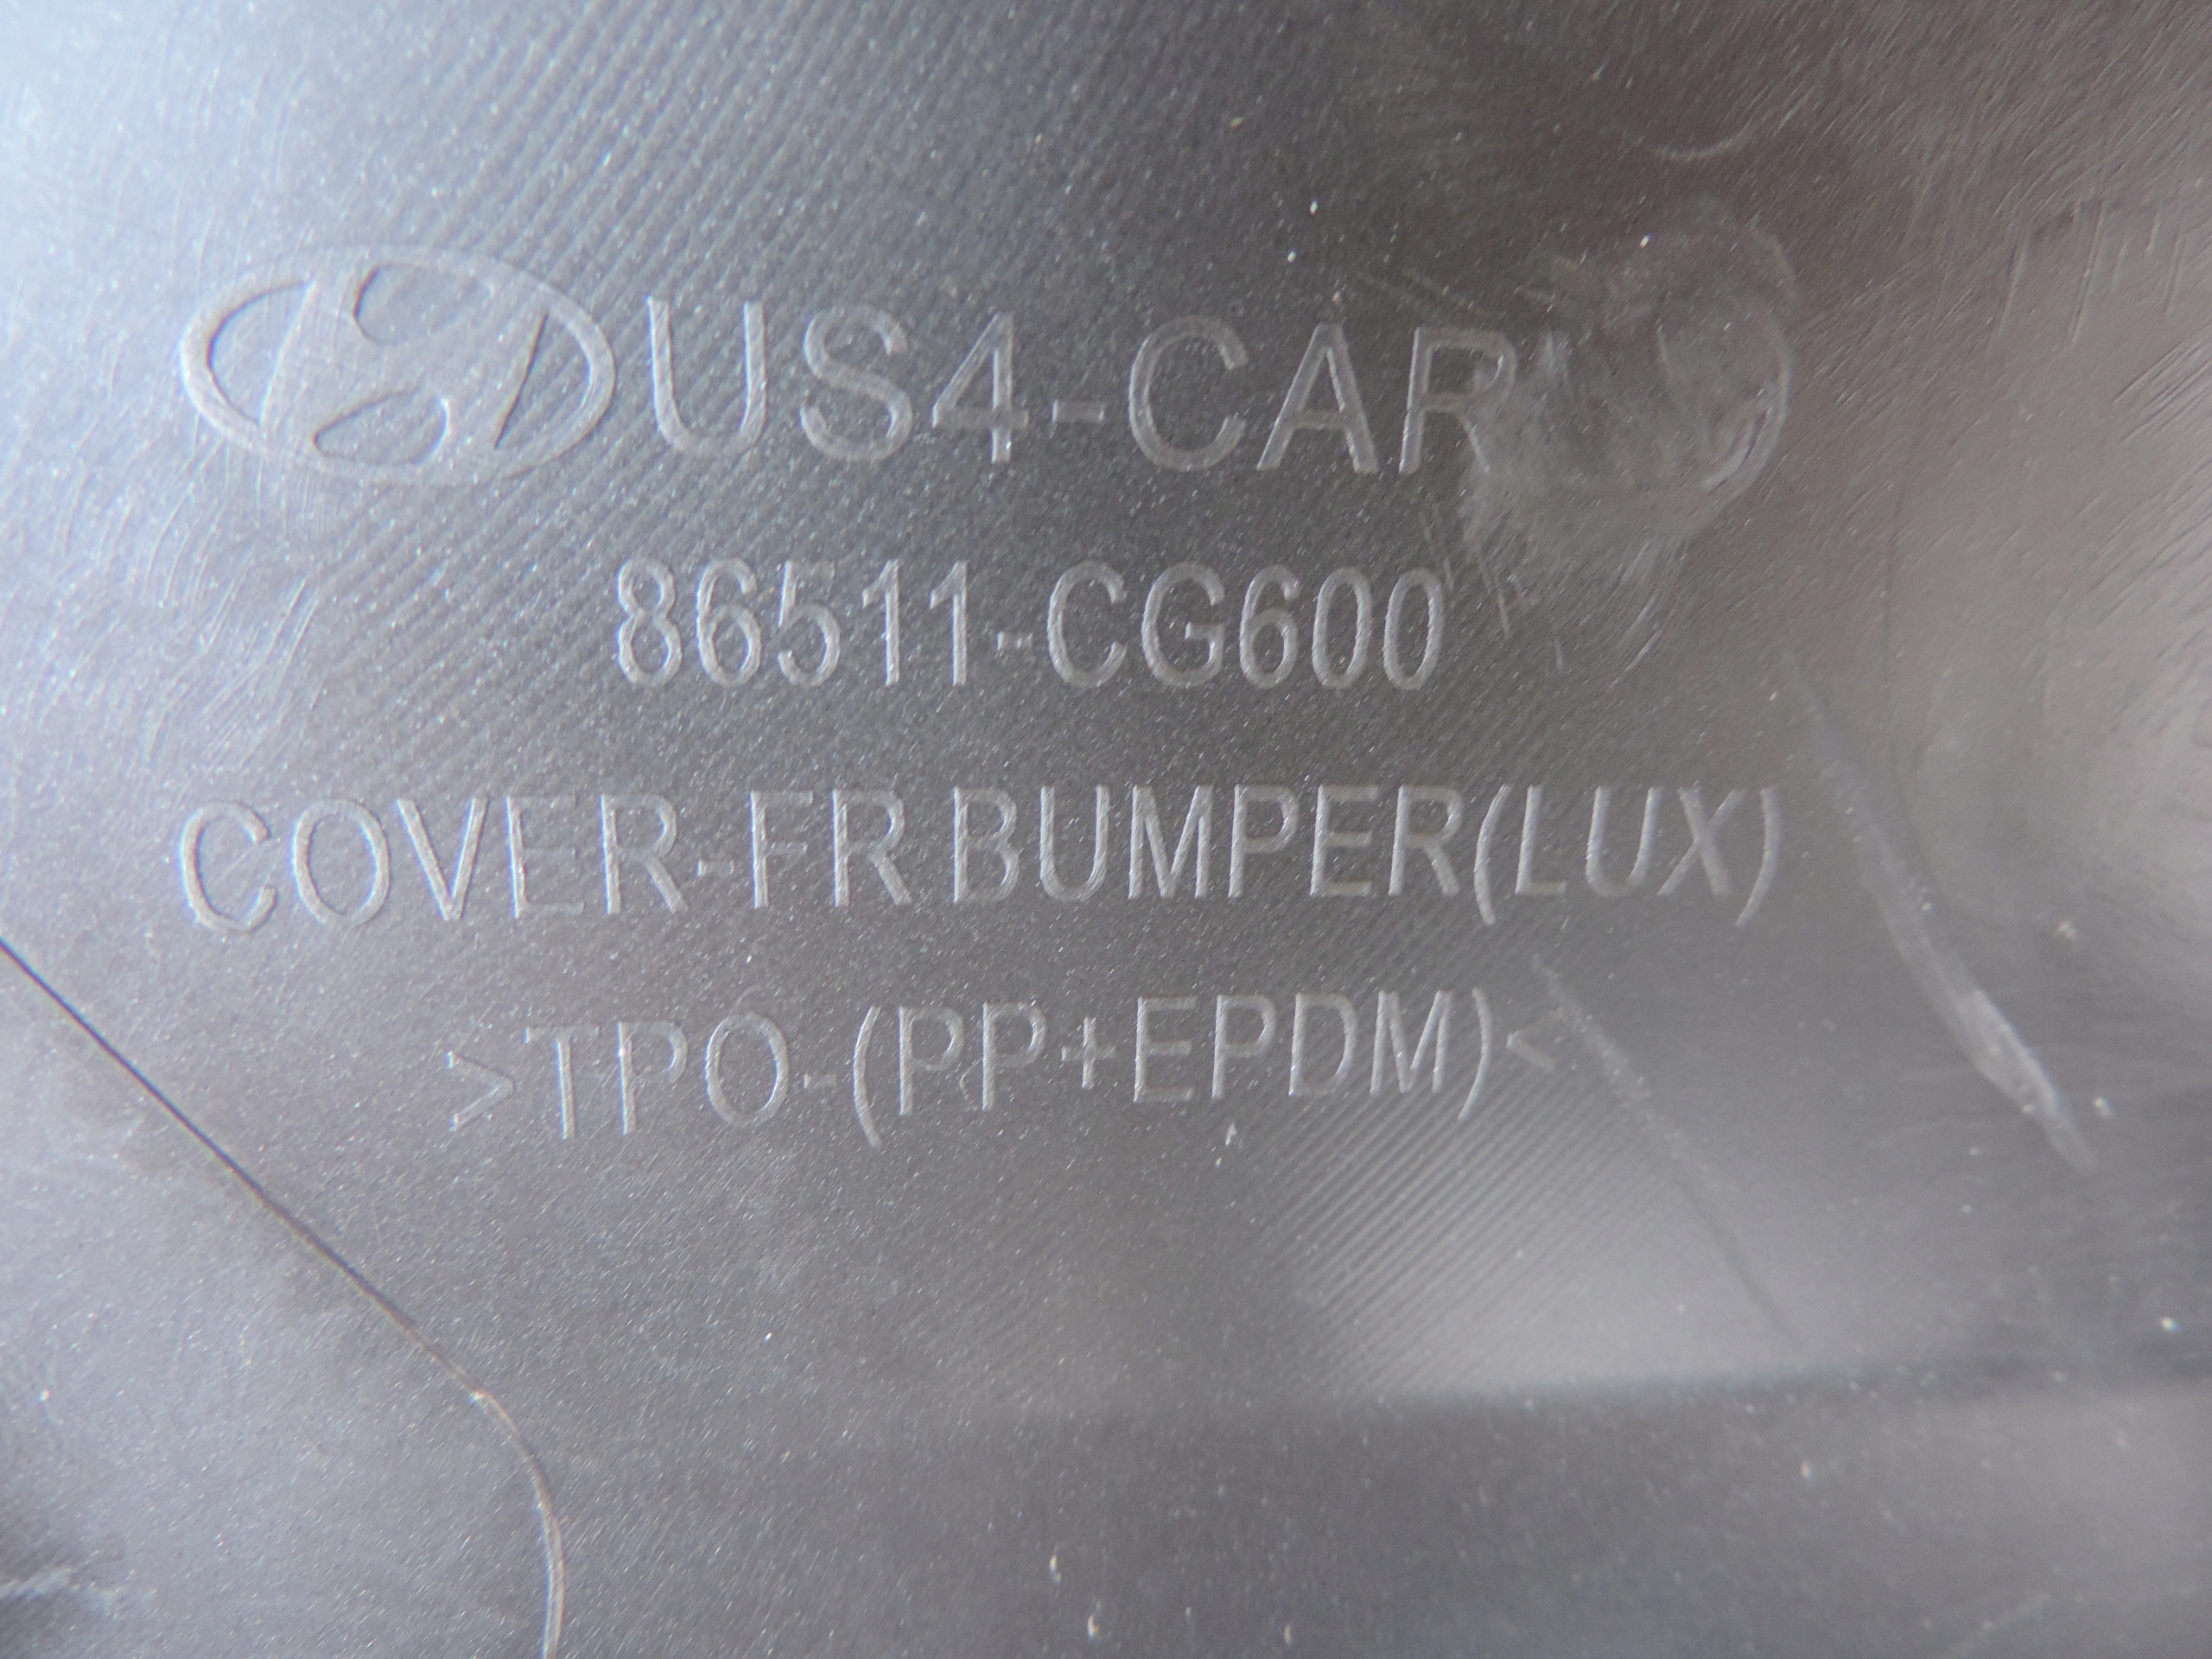 US4-CAR
86511-CG600
COVER-FR BUMPER(LUX)
>TPO-(PP+EPDM)<